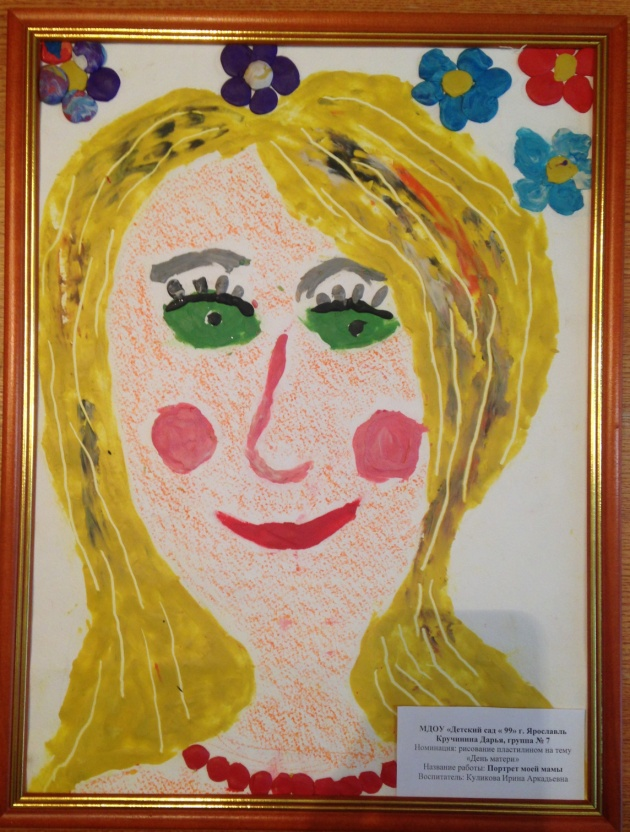 МДОУ «Детский сад « 99» г. Ярославль
Кручинина Дарья, группа № 7
Номинация: рисование пластилином на тему
«День матери»
Название работы: Портрет моей мамы
Воспитатель: Куликова Ирина Аркадьевна